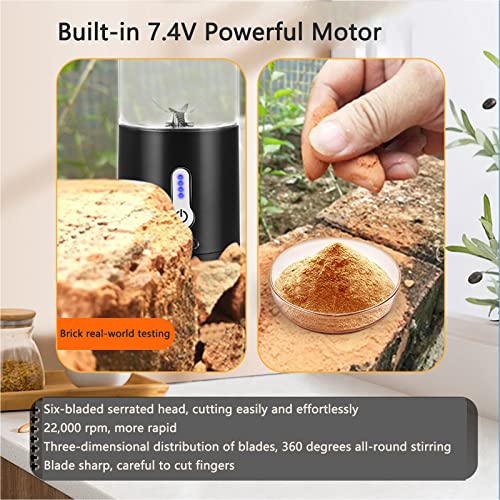 Built-in 7.4V Powerful Motor
Brick real-world testing
Six-bladed serrated head, cutting easily and effortlessly
22,000 rpm, more rapid
Three-dimensional distribution of blades, 360 degrees all-round stirring
Blade sharp, careful to cut fingers